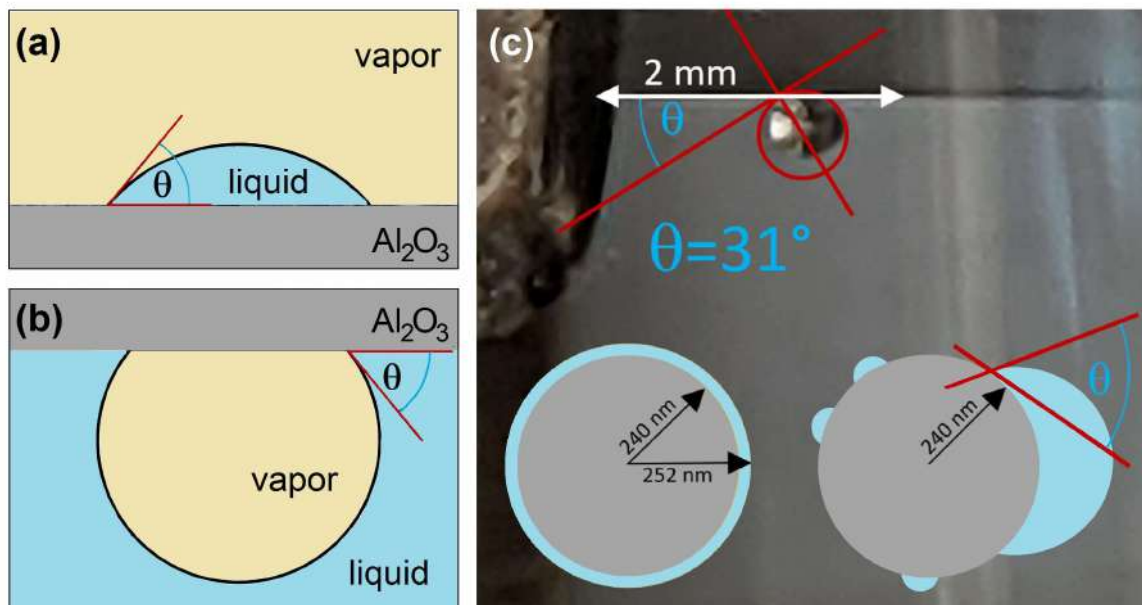 (a)
vapor
θ
liquid
Al₂O₃
(b)
Al₂O₃
θ
vapor
liquid
(c)
2 mm
θ
θ=31°
240 nm
252 nm
240 nm
θ